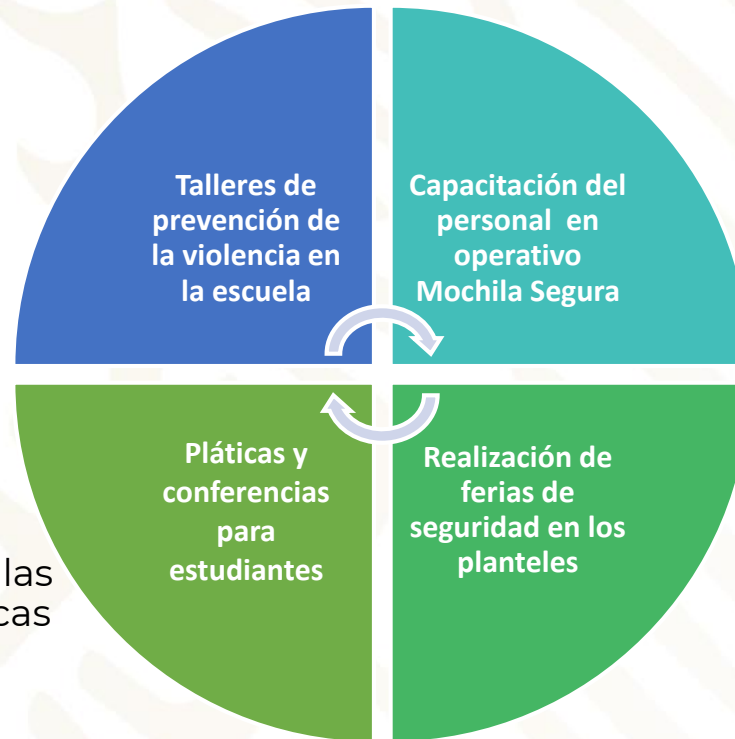 Talleres de
prevención de
la violencia en
la escuela
Capacitación del
personal en
operativo
Mochila Segura
Pláticas y
conferencias
para
estudiantes
Realización de
ferias de
seguridad en los
planteles
las